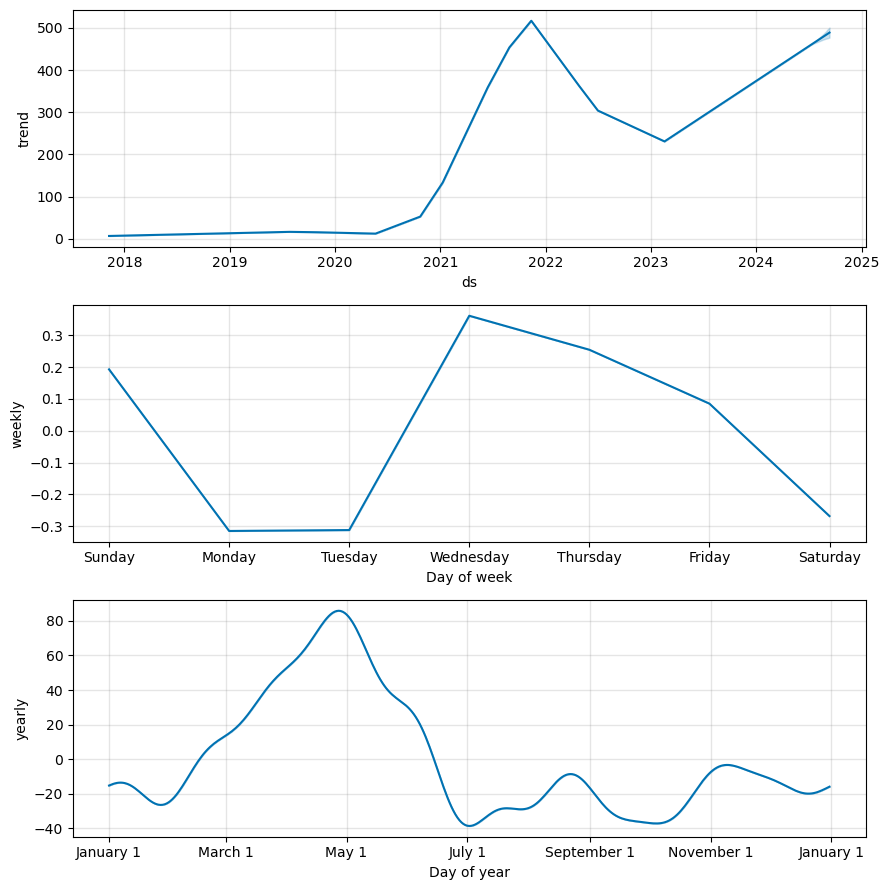 500
400
300
200
100
0
trend
2018 2019 2020 2021 2022 2023 2024 2025
ds
0.3
0.2
0.1
0.0
−0.1
−0.2
−0.3
weekly
Sunday Monday Tuesday Wednesday Thursday Friday Saturday
Day of week
80
60
40
20
0
−20
−40
yearly
January 1 March 1 May 1 July 1 September 1 November 1 January 1
Day of year